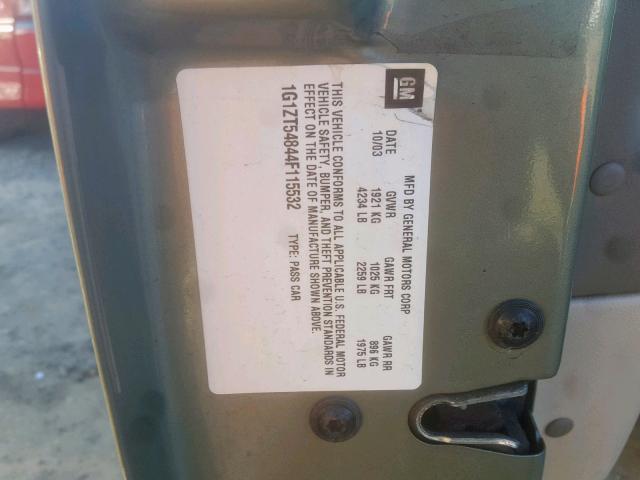 GM
MFD BY GENERAL MOTORS CORP
DATE GVWR GAWR FRT GAWR RR
10/03 1921 KG 1025 KG 896 KG
4234 LB 2259 LB 1975 LB
THIS VEHICLE CONFORMS TO ALL APPLICABLE U.S. FEDERAL MOTOR
VEHICLE SAFETY, BUMPER, AND THEFT PREVENTION STANDARDS IN
EFFECT ON THE DATE OF MANUFACTURE SHOWN ABOVE.
1G1ZT54844F115532 TYPE: PASS CAR